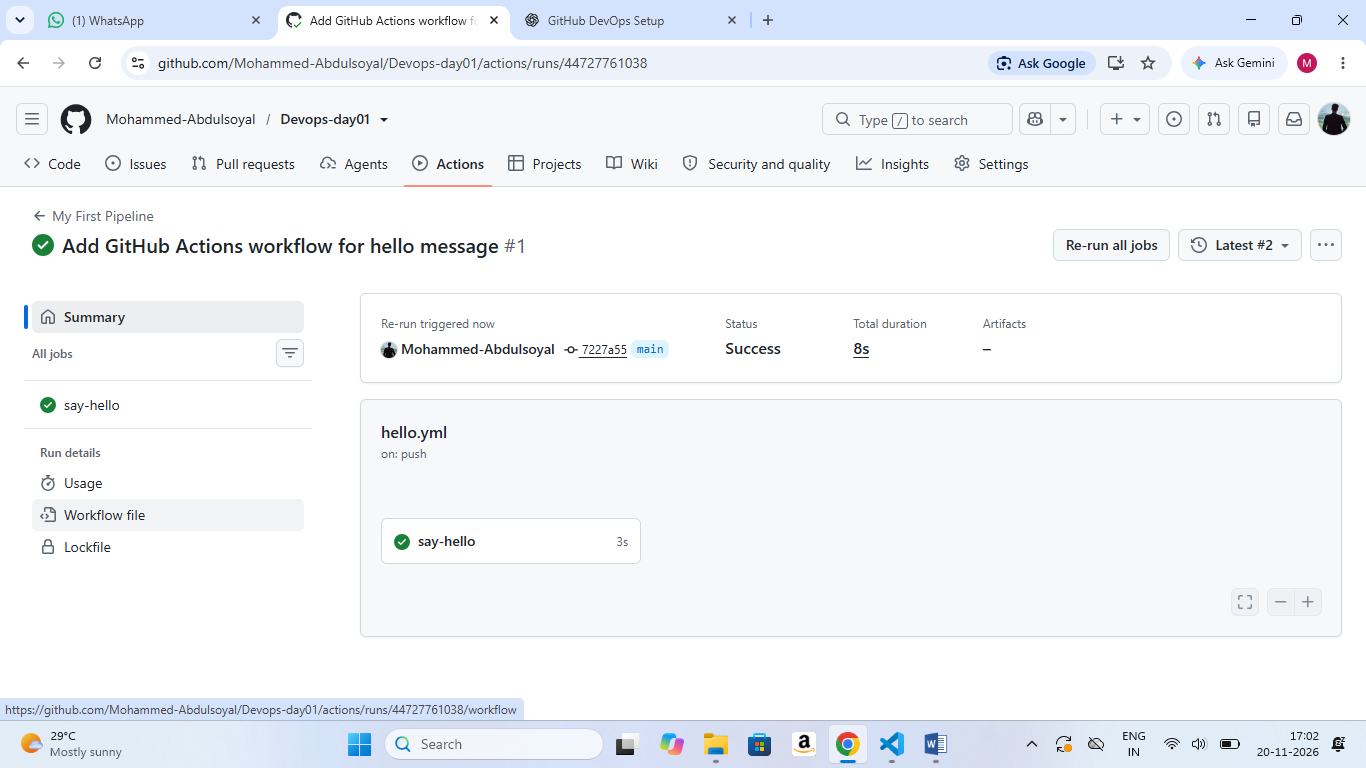 (1) WhatsApp
Add GitHub Actions workflow fo
GitHub DevOps Setup
github.com/Mohammed-Abdulsoyal/Devops-day01/actions/runs/44727761038
Ask Google
Ask Gemini
M
Mohammed-Abdulsoyal / Devops-day01
Type / to search
Code
Issues
Pull requests
Agents
Actions
Projects
Wiki
Security and quality
Insights
Settings
My First Pipeline
Add GitHub Actions workflow for hello message #1
Re-run all jobs
Latest #2
Summary
All jobs
say-hello
Run details
Usage
Workflow file
Lockfile
Re-run triggered now
Mohammed-Abdulsoyal 7227a55 main
Status
Success
Total duration
8s
Artifacts
–
hello.yml
on: push
say-hello 3s
https://github.com/Mohammed-Abdulsoyal/Devops-day01/actions/runs/44727761038/workflow
29°C
Mostly sunny
Search
ENG
IN
17:02
20-11-2026